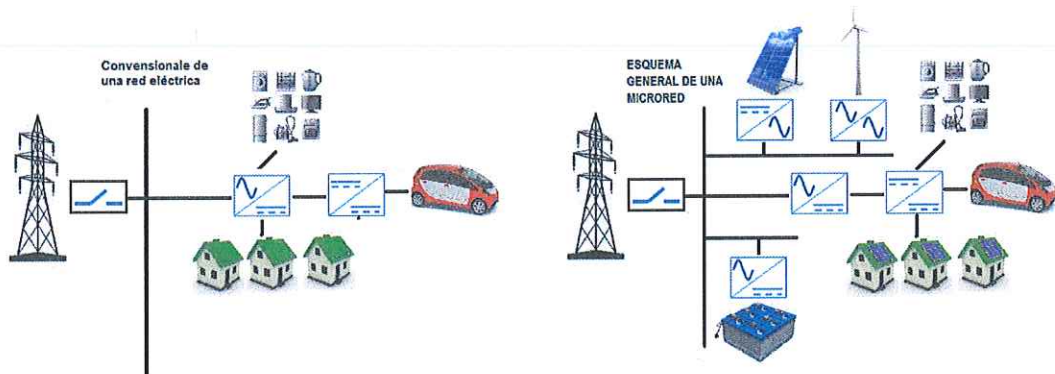 Convensionale de
una red eléctrica
ESQUEMA
GENERAL DE UNA
MICRORED